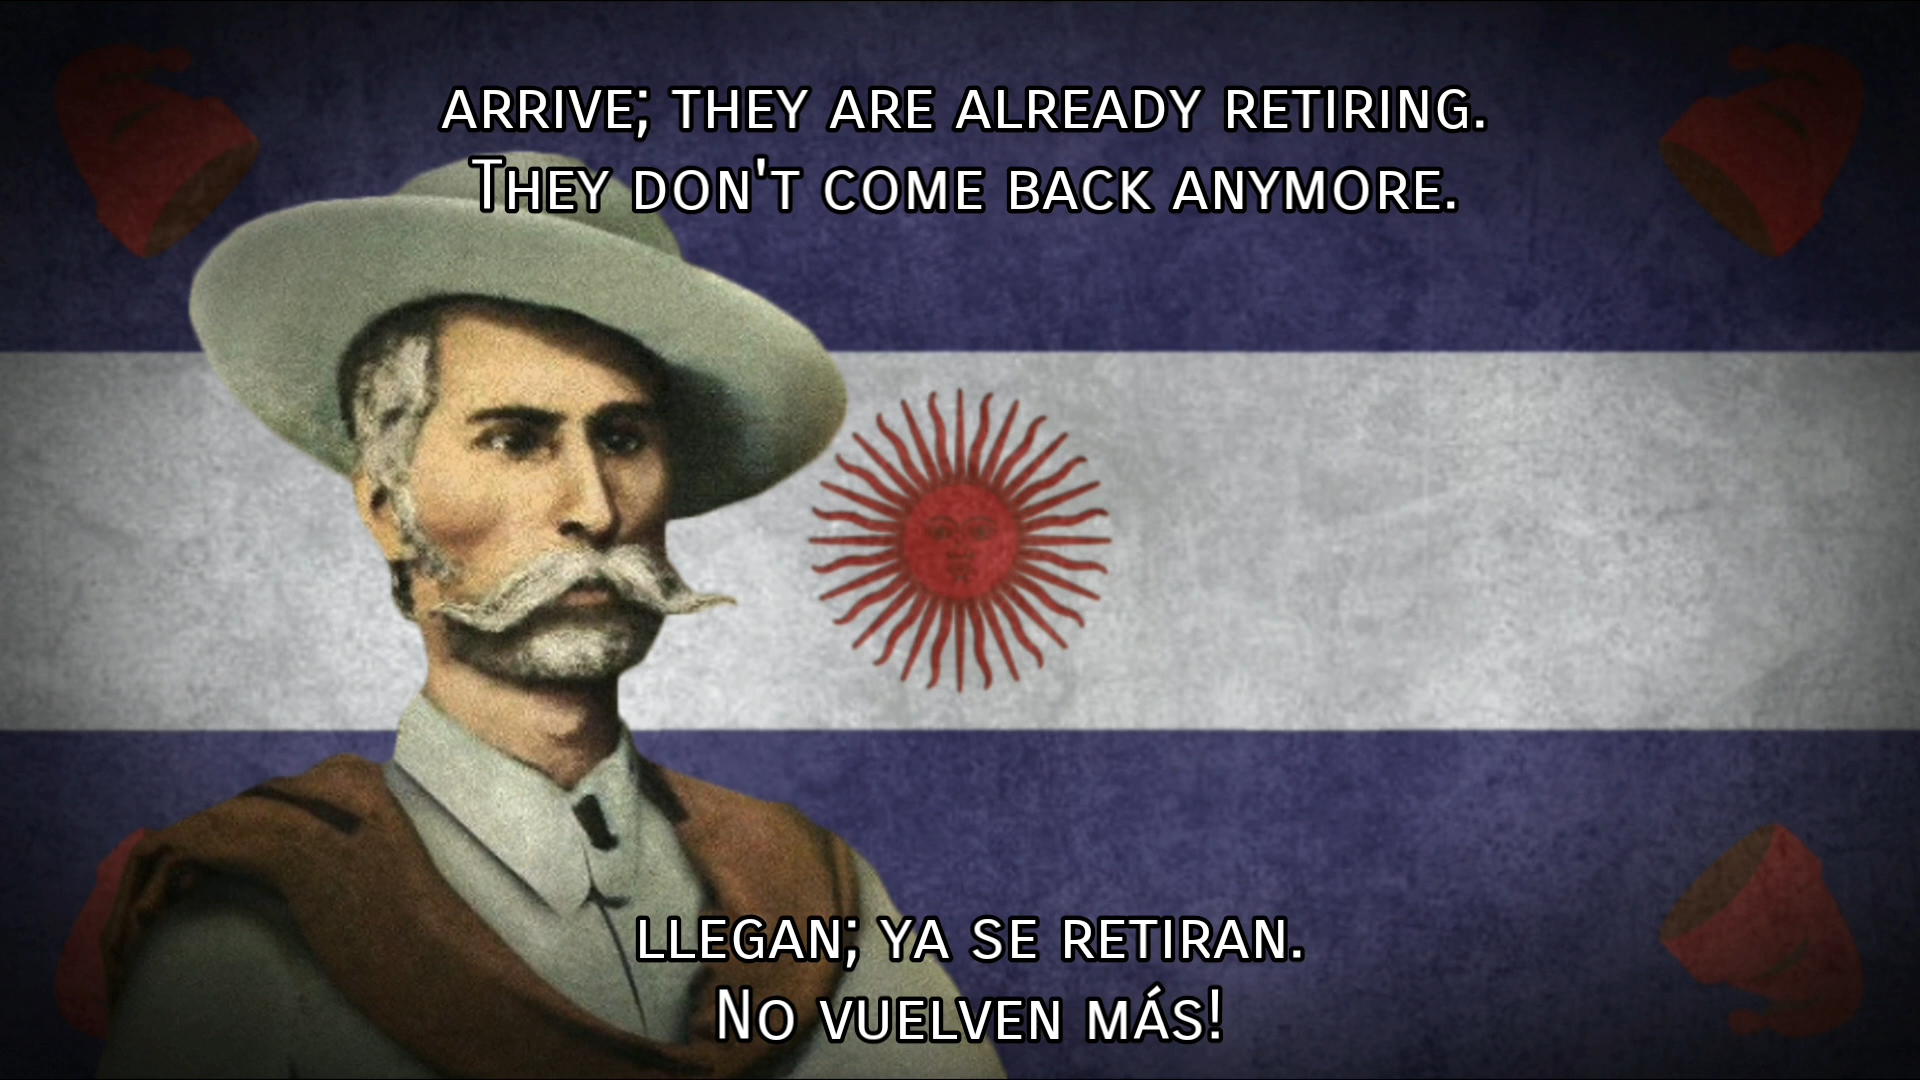 ARRIVE; THEY ARE ALREADY RETIRING.
THEY DON'T COME BACK ANYMORE.
LLEGAN; YA SE RETIRAN.
NO VUELVEN MÁS!